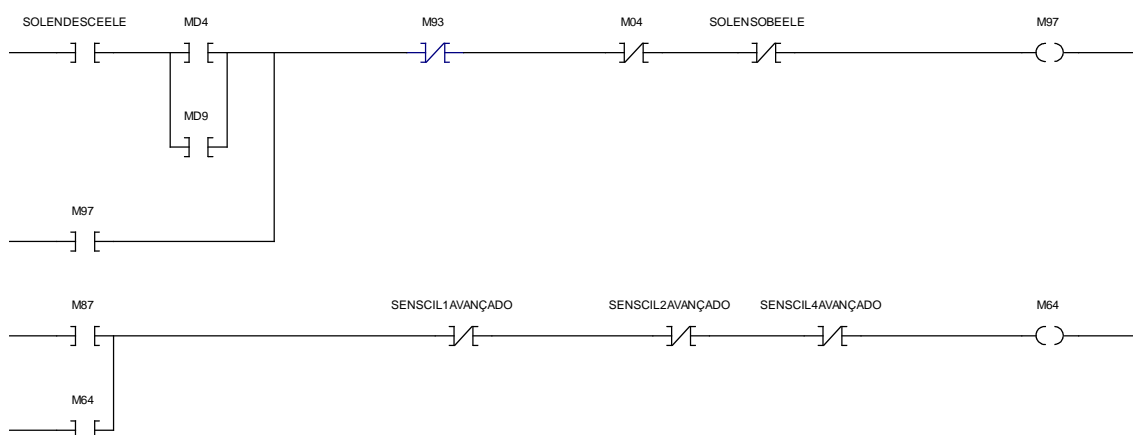 SOLENDESCEELE MD4 M93 M04 SOLENSOBEELE M97
MD9
M97
M87 SENSCIL1AVANÇADO SENSCIL2AVANÇADO SENSCIL4AVANÇADO M64
M64